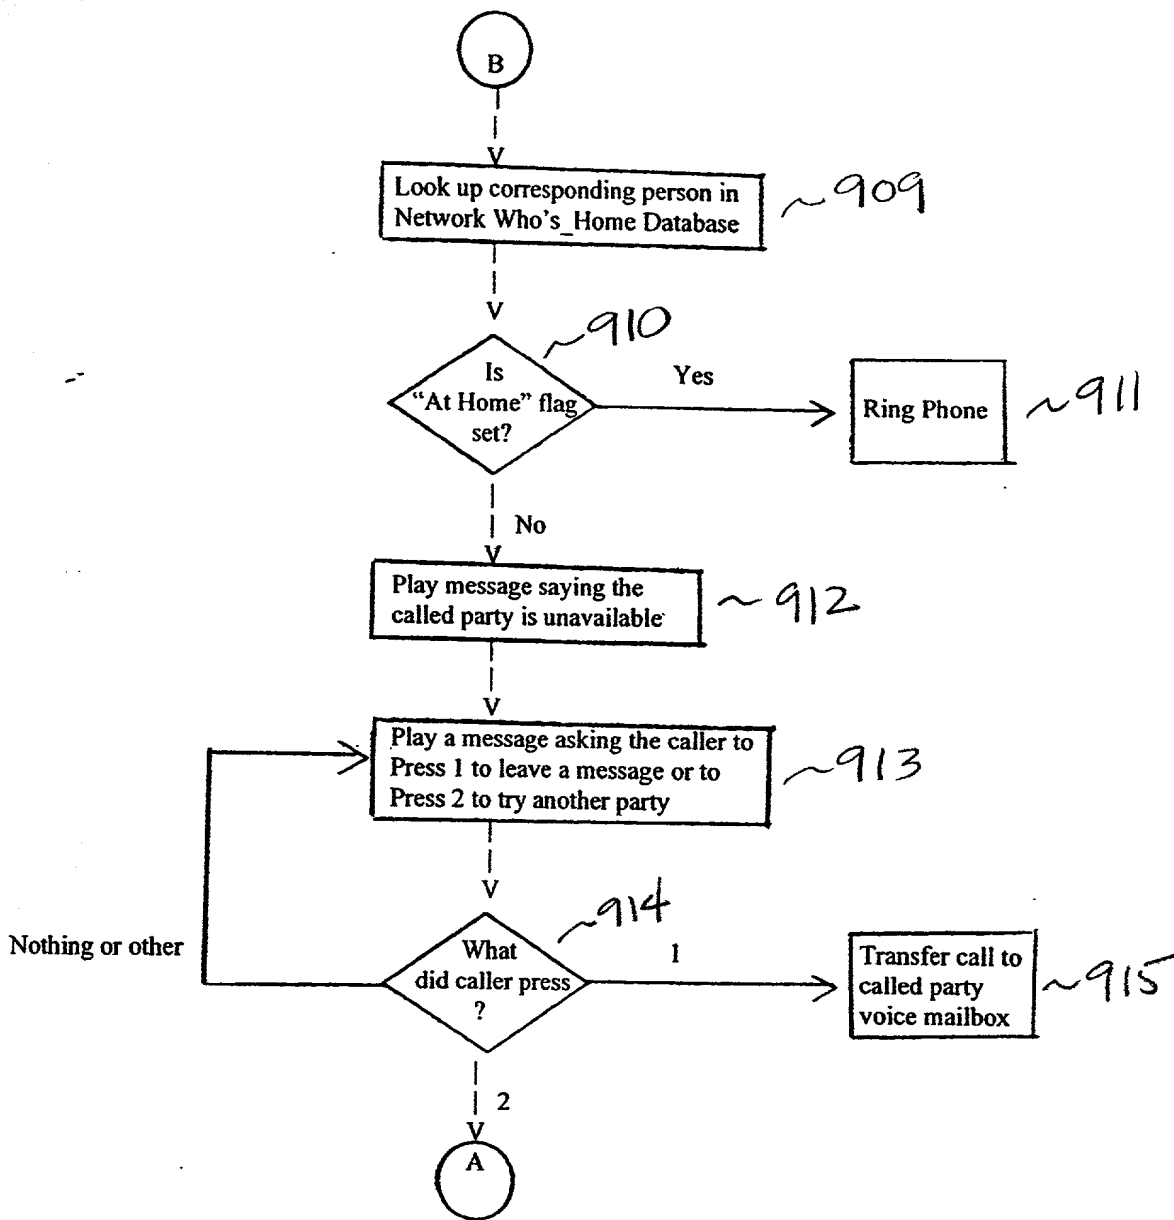 B
Look up corresponding person in
Network Who's_Home Database
~909
~910
Is
"At Home" flag
set?
Yes
Ring Phone
~911
No
Play message saying the
called party is unavailable
~912
Play a message asking the caller to
Press 1 to leave a message or to
Press 2 to try another party
~913
~914
Nothing or other
What
did caller press
?
1
Transfer call to
called party
voice mailbox
~915
2
A